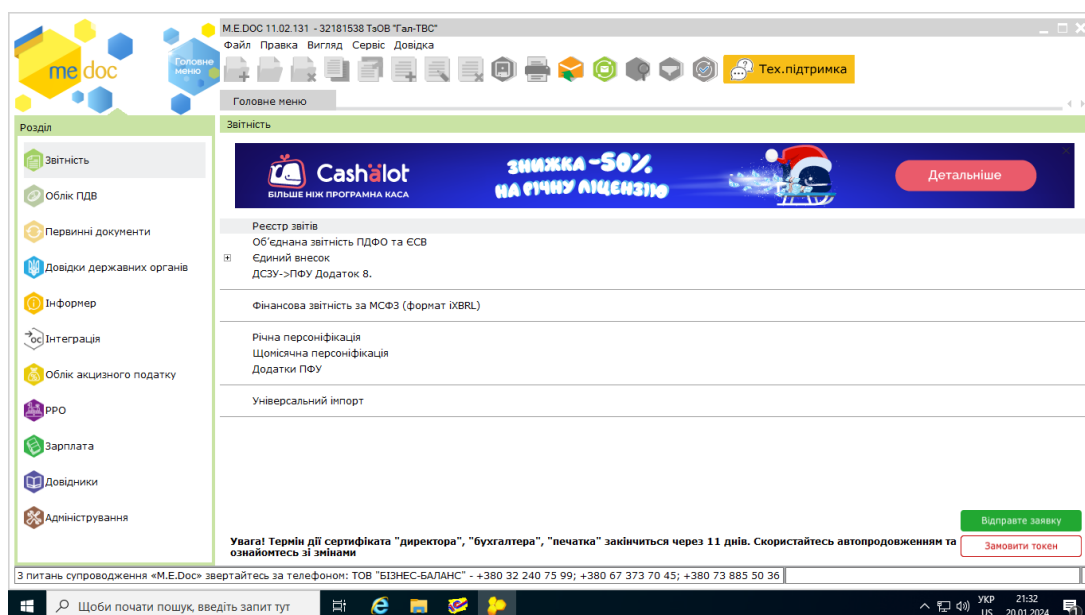 M.E.DOC 11.02.131 - 32181538 ТзОВ "Гал-ТВС"
Файл Правка Вигляд Сервіс Довідка
me doc
Головне меню
Тех.підтримка
Головне меню
Розділ
Звітність
Облік ПДВ
Первинні документи
Довідки державних органів
Інформер
Інтеграція
Облік акцизного податку
РРО
Зарплата
Довідники
Адміністрування
Звітність
Cashälot
БІЛЬШЕ НІЖ ПРОГРАМНА КАСА
ЗНИЖКА -50%
НА РІЧНУ ЛІЦЕНЗІЮ
Детальніше
Реєстр звітів
Об'єднана звітність ПДФО та ЄСВ
Єдиний внесок
ДСЗУ->ПФУ Додаток 8.
Фінансова звітність за МСФЗ (формат iXBRL)
Річна персоніфікація
Щомісячна персоніфікація
Додатки ПФУ
Універсальний імпорт
Увага! Термін дії сертифіката "директора", "бухгалтера", "печатка" закінчиться через 11 днів. Скористайтесь автопродовженням та
ознайомтесь зі змінами
Відправте заявку
Замовити токен
З питань супроводження «M.E.Doc» звертайтесь за телефоном: ТОВ "БІЗНЕС-БАЛАНС" - +380 32 240 75 99; +380 67 373 70 45; +380 73 885 50 36
Щоби почати пошук, введіть запит тут
УКР
US
21:32
20.01.2024